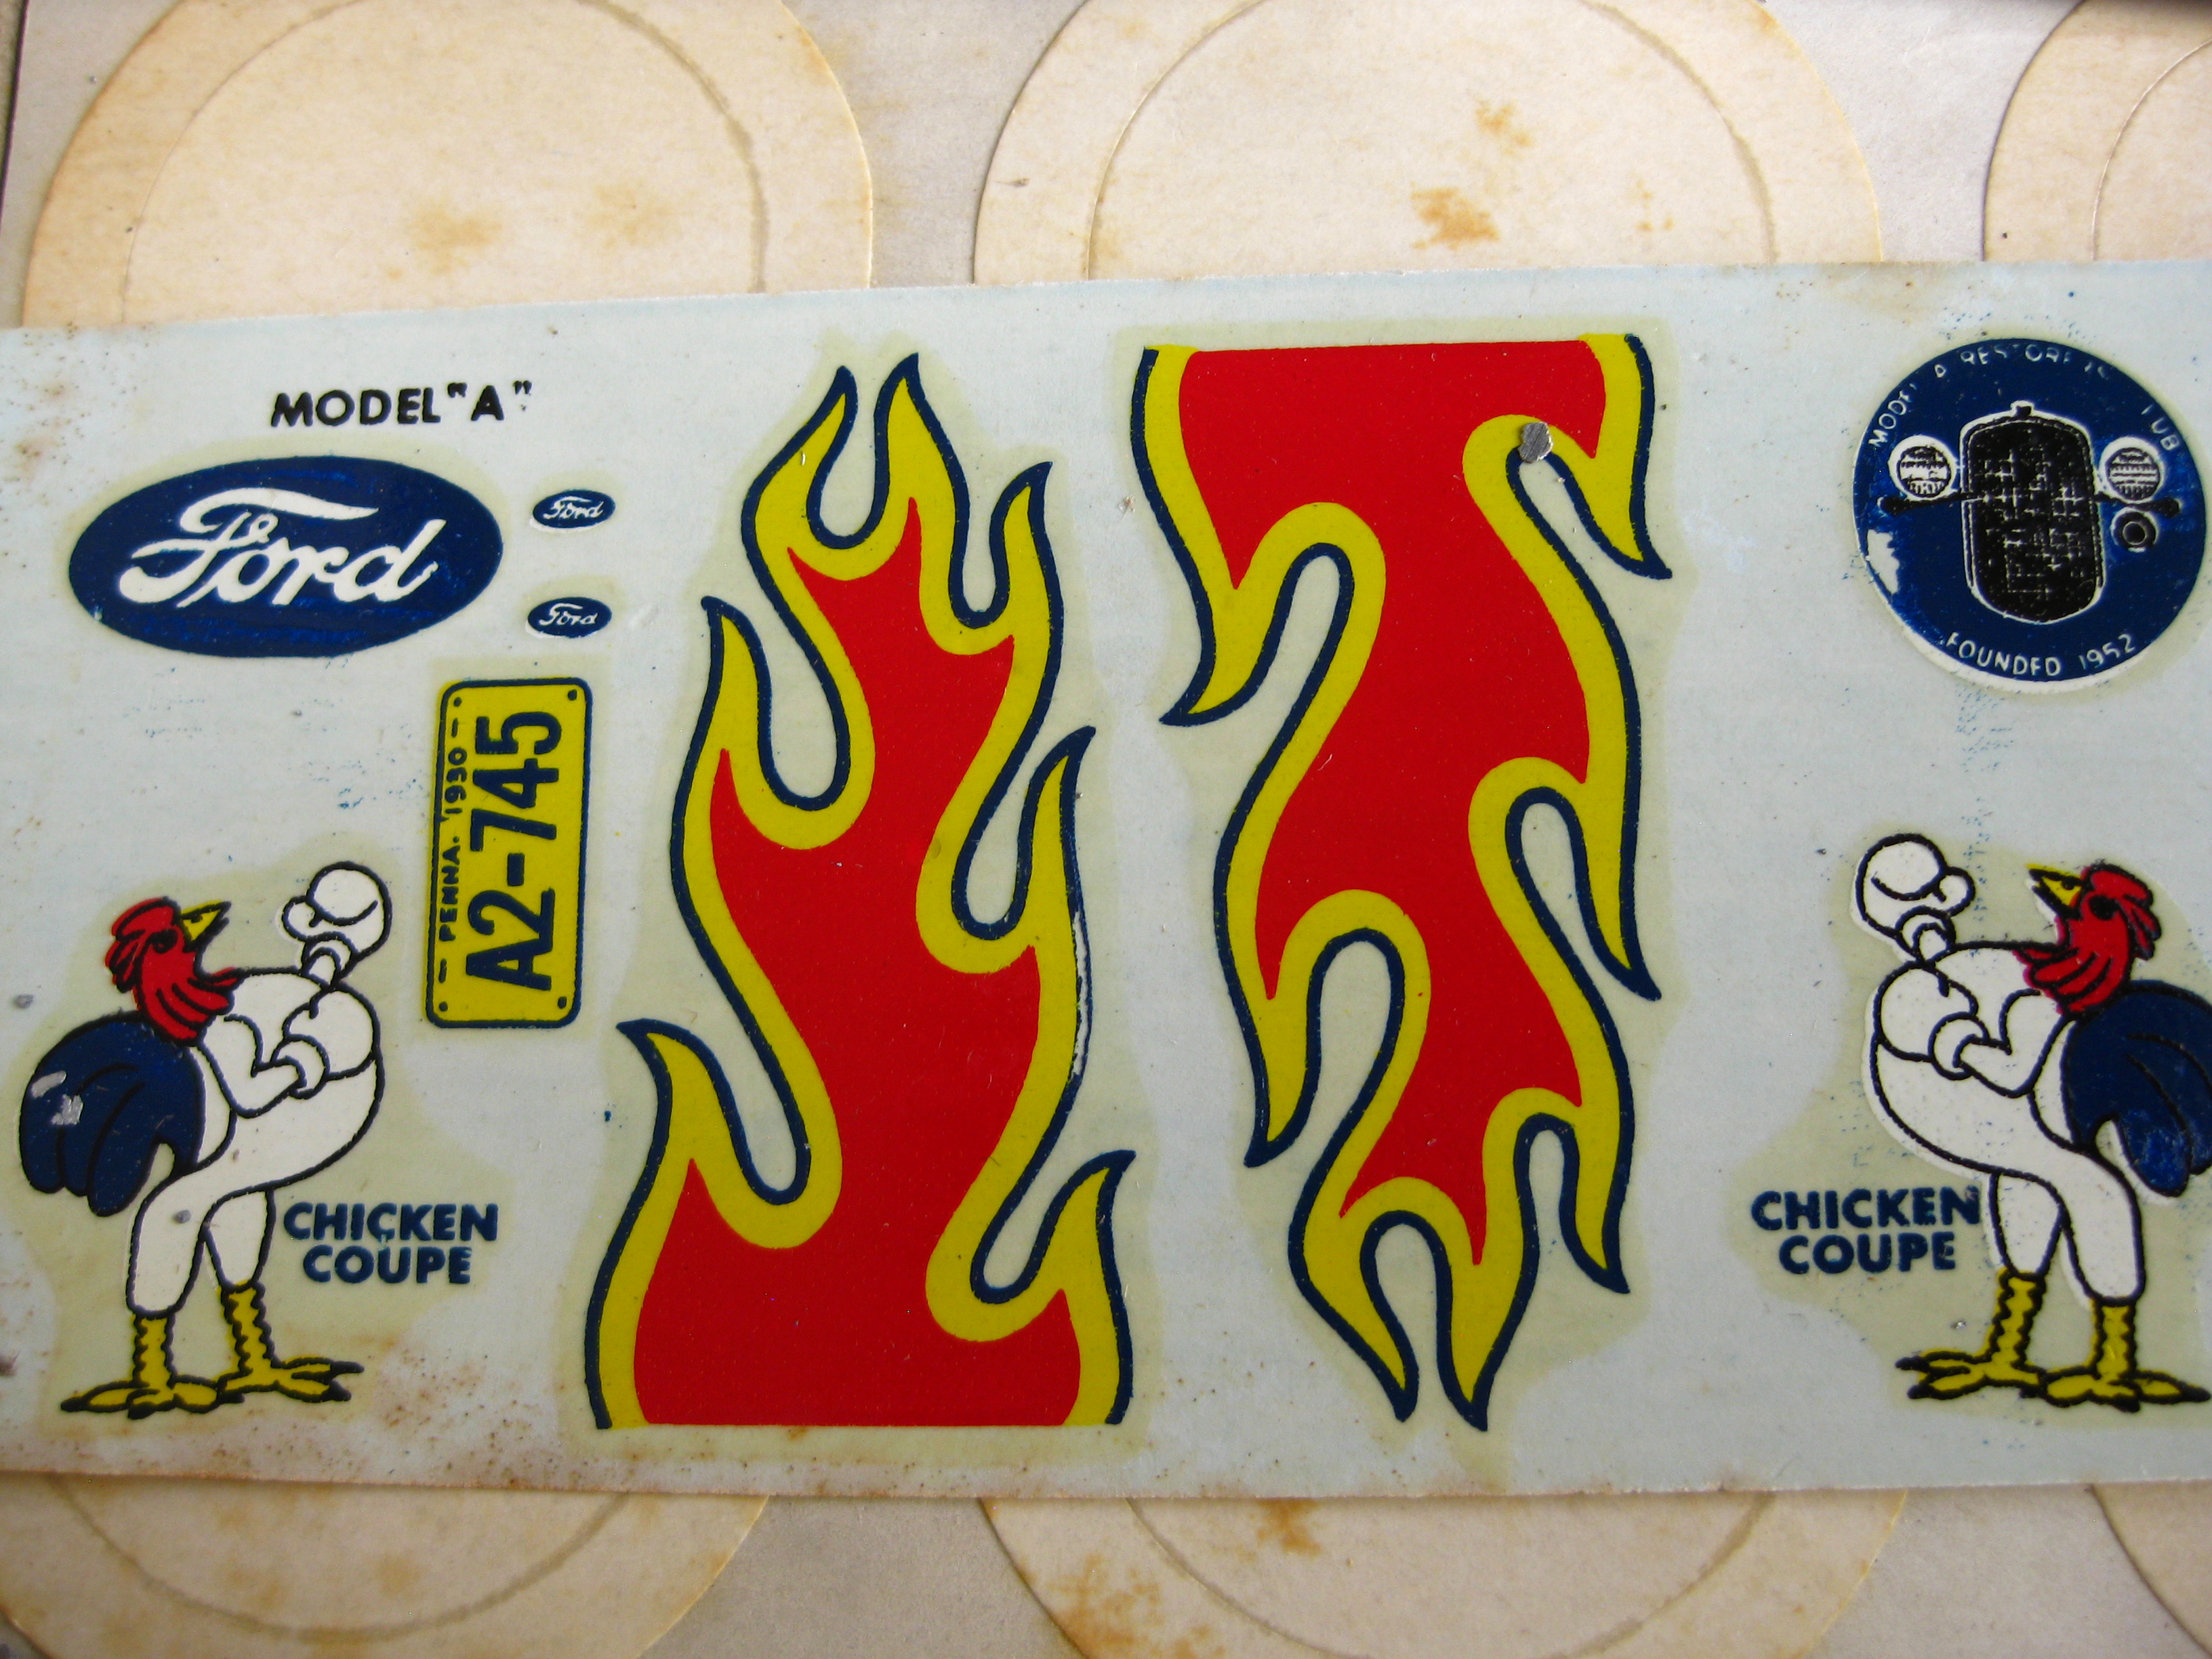 MODEL "A"
Ford
Ford
Ford
PENNA. 1930
A2-745
CHICKEN
COUPE
FOUNDED 1952
CHICKEN
COUPE